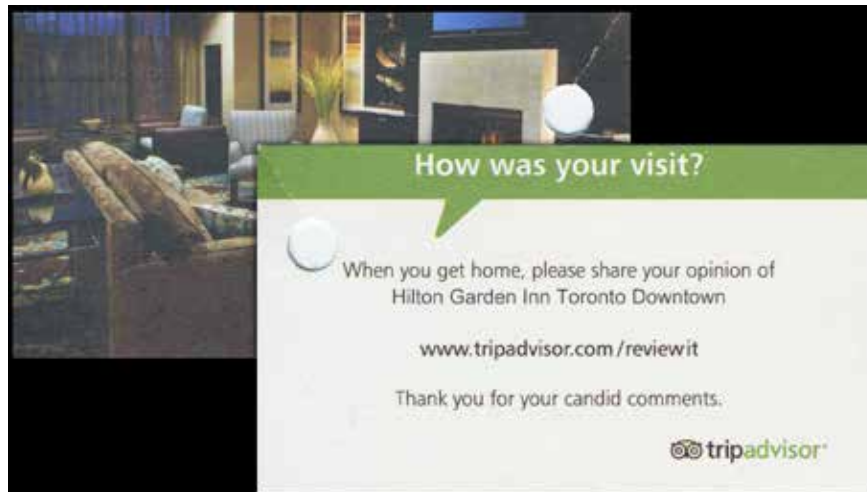 How was your visit?
When you get home, please share your opinion of
Hilton Garden Inn Toronto Downtown
www.tripadvisor.com/reviewit
Thank you for your candid comments.
tripadvisor